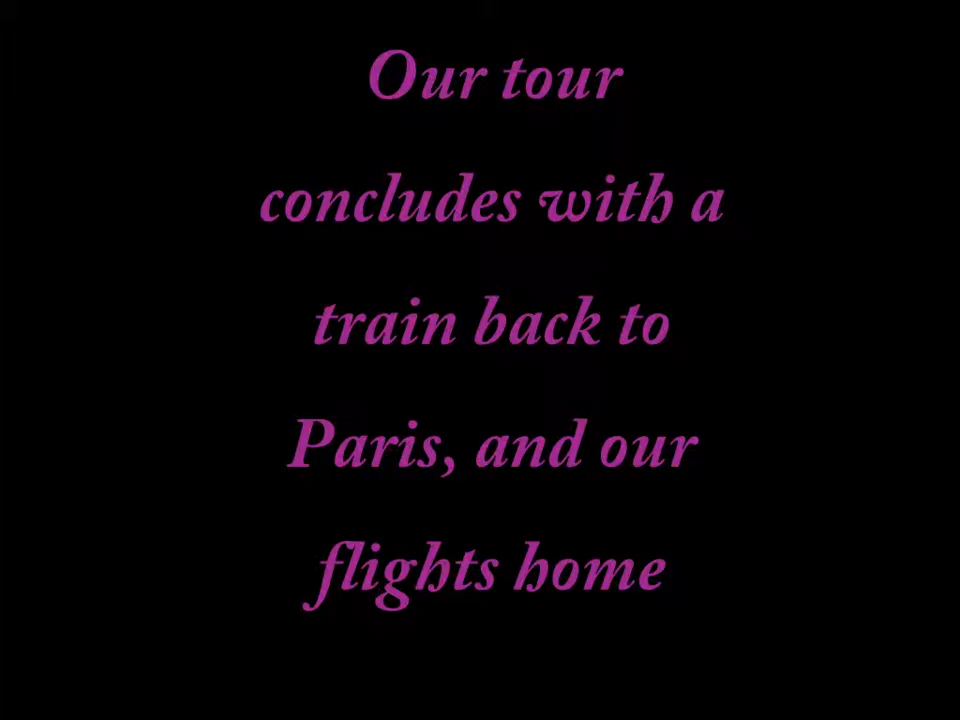 Our tour
concludes with a
train back to
Paris, and our
flights home